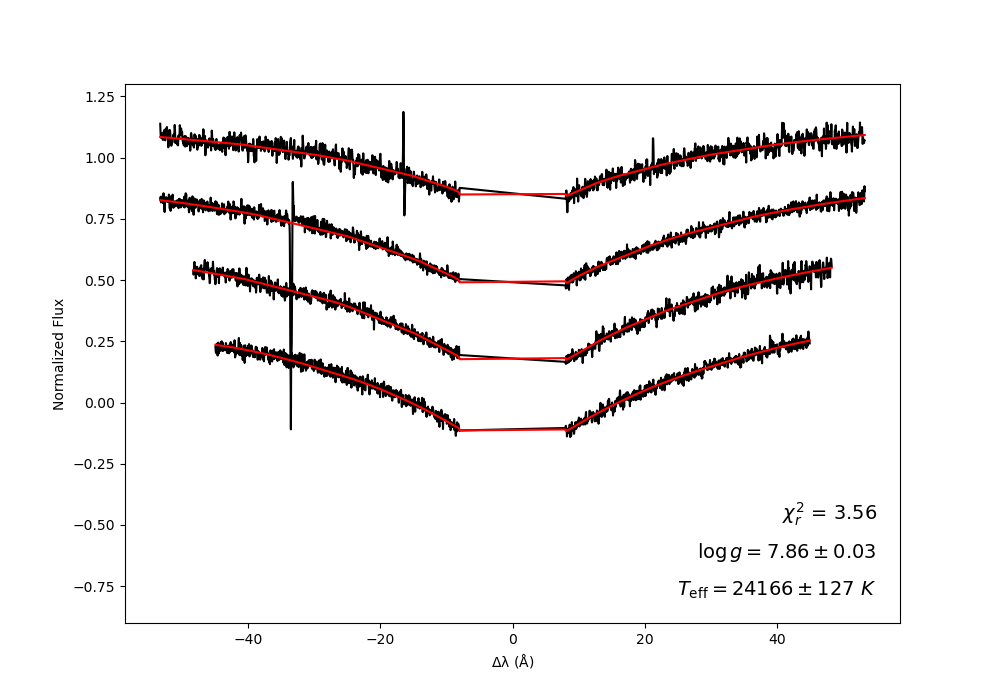 1.25
1.00
0.75
0.50
0.25
0.00
−0.25
−0.50
−0.75
Normalized Flux
χ²ᵣ = 3.56
log g = 7.86 ± 0.03
T_eff = 24166 ± 127 K
−40 −20 0 20 40
Δλ (Å)